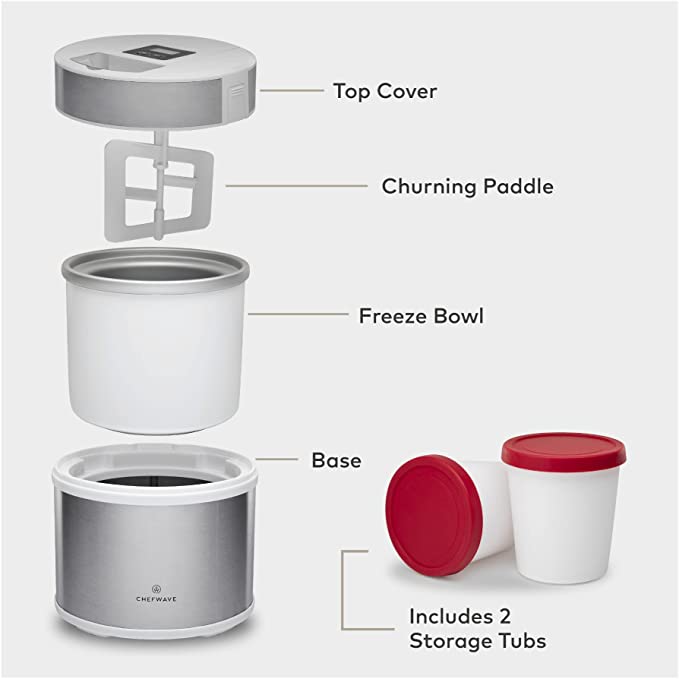 Top Cover
Churning Paddle
Freeze Bowl
Base
CHEFWAVE
Includes 2
Storage Tubs